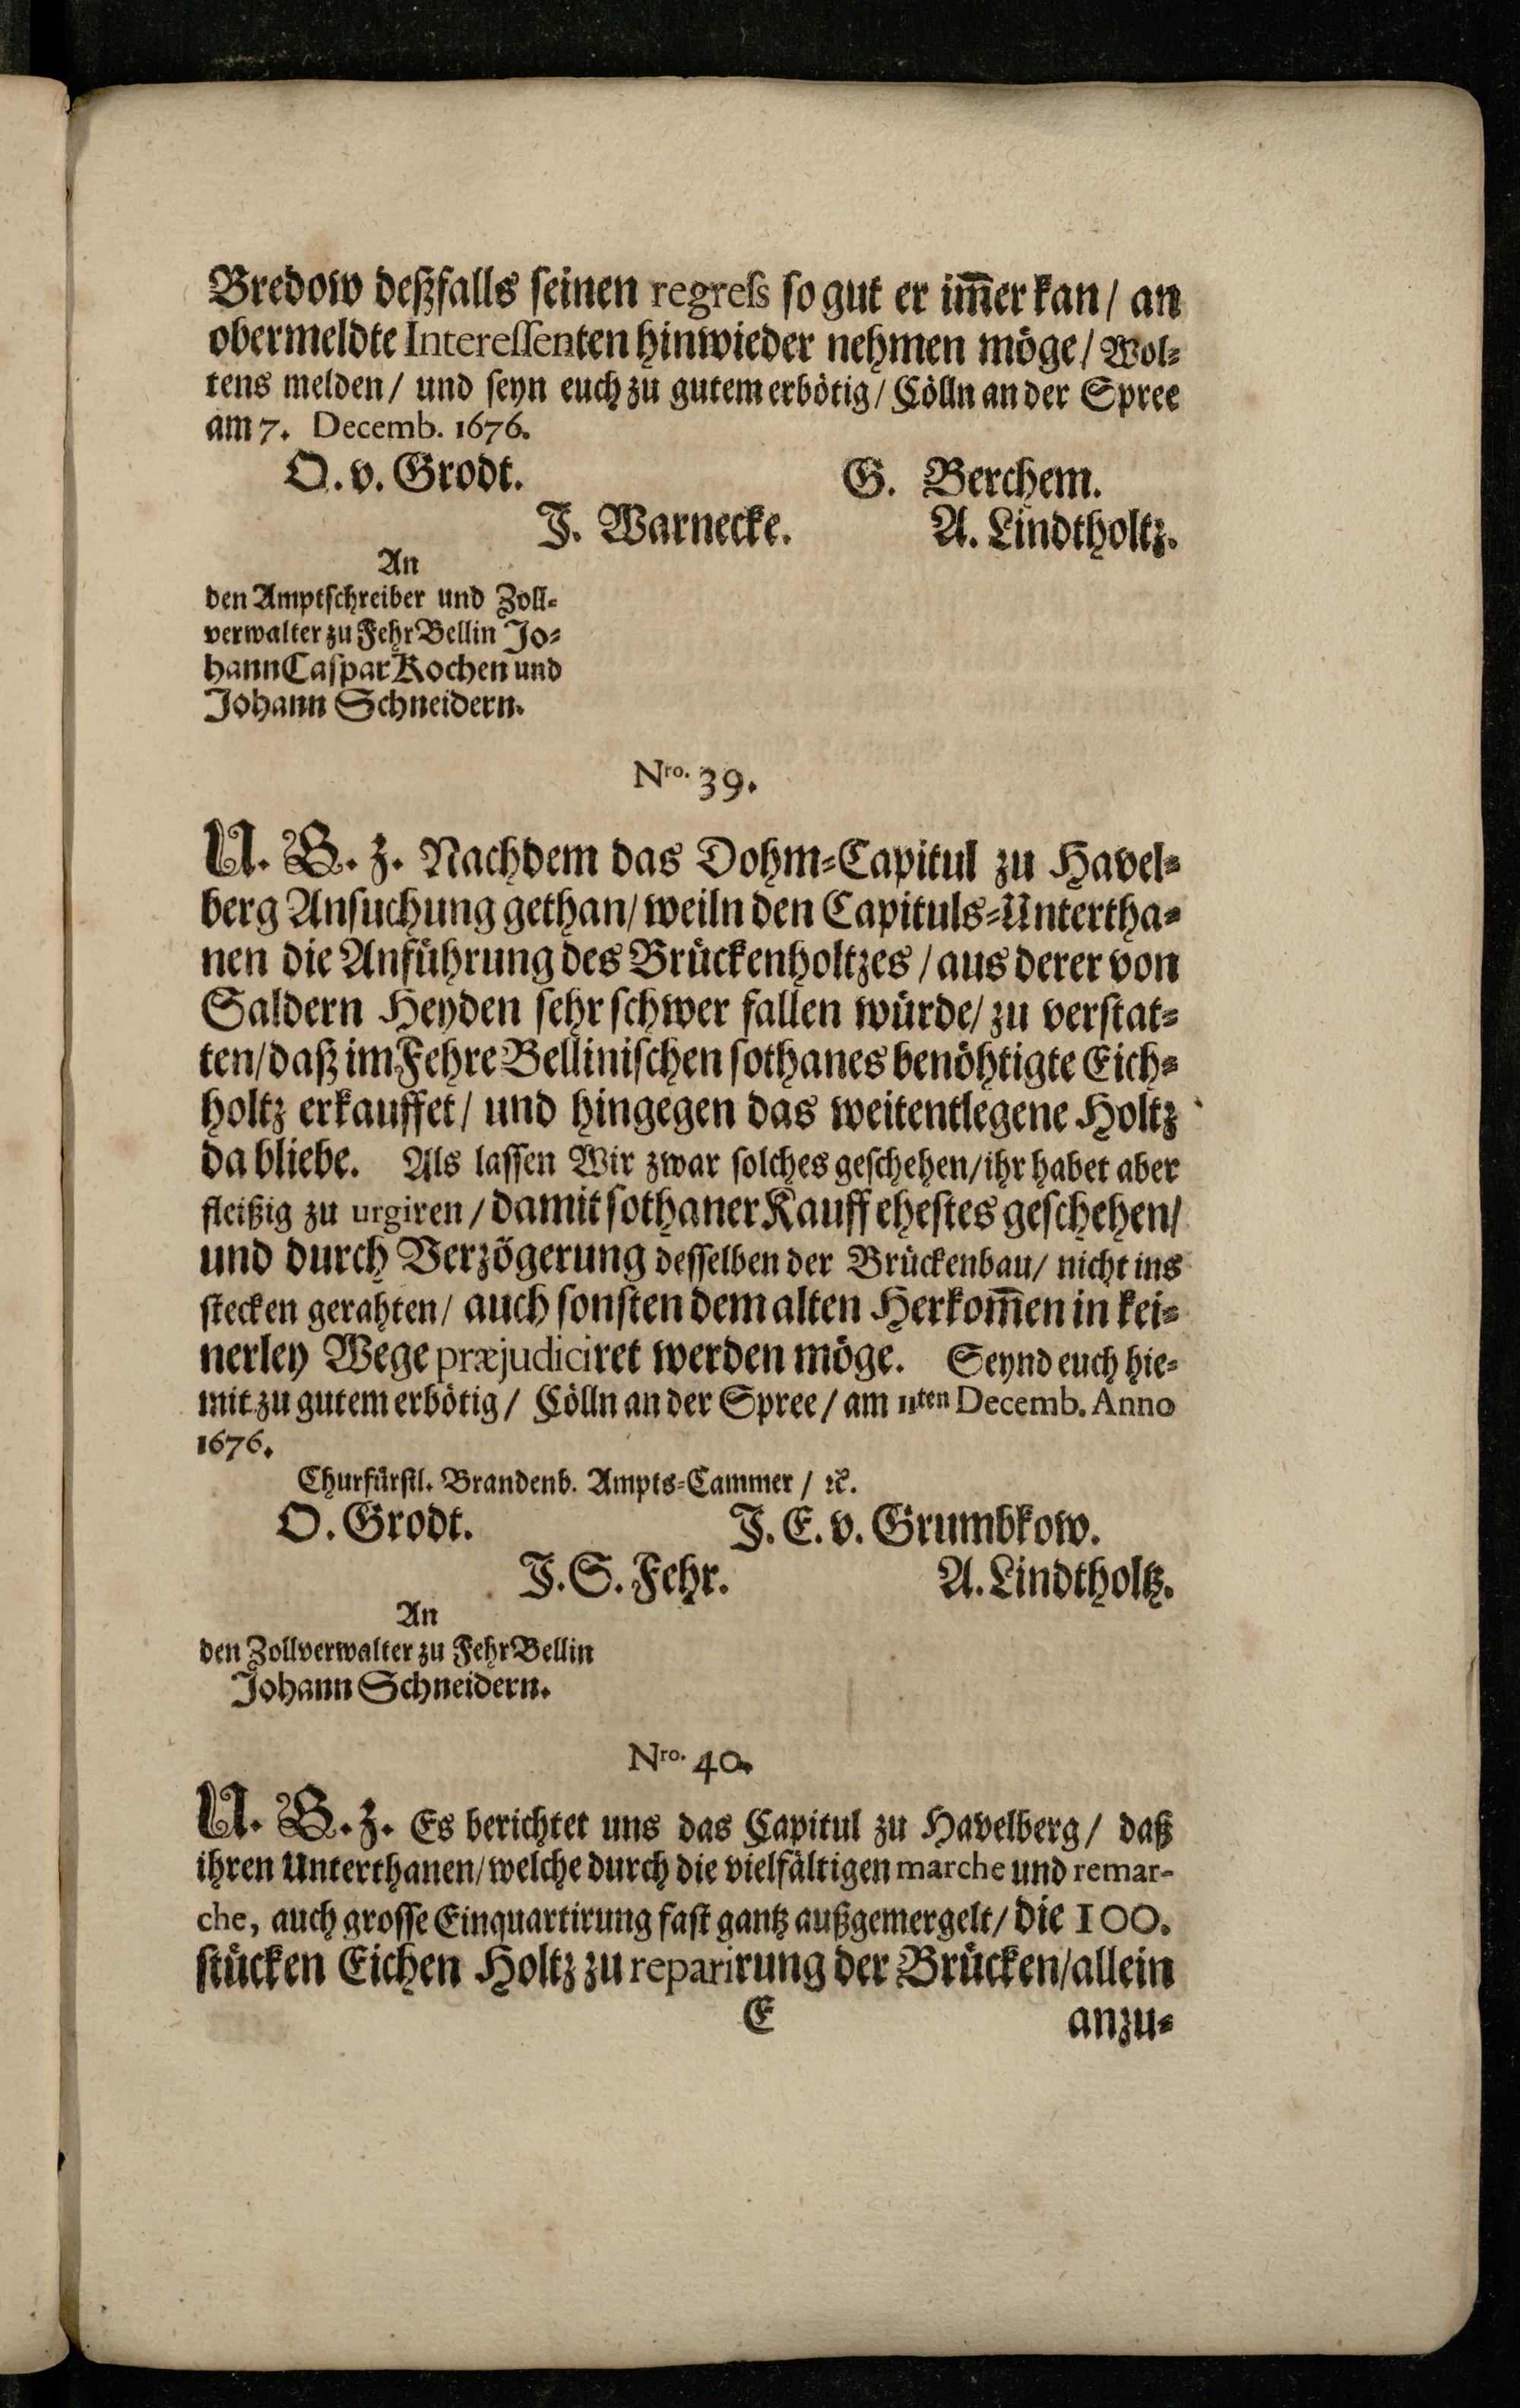 Bredow deßfalls seinen regress so gut er im̅er kan / an
obermeldte Interessenten hinwieder nehmen möge / Wol-
tens melden / und seyn euch zu gutem erbötig / Cölln an der Spree
am 7. Decemb. 1676.
O. v. Grodt. G. Berchem.
J. Warnecke. A. Lindtholtz.
An
den Amptschreiber und Zoll-
verwalter zu Fehr Bellin Jo-
hann Caspar Kochen und
Johann Schneidern.
Nro. 39.
U. G. z. Nachdem das Dohm-Capitul zu Havel-
berg Ansuchung gethan / weiln den Capituls-Untertha-
nen die Anführung des Brückenholtzes / aus derer von
Saldern Heyden sehr schwer fallen würde / zu verstat-
ten / daß im Fehre Bellinischen sothanes benöhtigte Eich-
holtz erkauffet / und hingegen das weitentlegene Holtz
da bliebe. Als lassen Wir zwar solches geschehen / ihr habet aber
fleißig zu urgiren / damit sothaner Kauff ehestes geschehen /
und durch Verzögerung desselben der Brückenbau / nicht ins
stecken gerahten / auch sonsten dem alten Herkom̅en in kei-
nerley Wege præjudiciret werden möge. Seynd euch hie-
mit zu gutem erbötig / Cölln an der Spree / am 11ten Decemb. Anno
1676.
Churfürstl. Brandenb. Ampts-Cammer / ꝛc.
O. Grodt. J. E. v. Grumbkow.
J. S. Fehr. A. Lindtholtz.
An
den Zollverwalter zu Fehr Bellin
Johann Schneidern.
Nro. 40.
U. G. z. Es berichtet uns das Capitul zu Havelberg / daß
ihren Unterthanen / welche durch die vielfältigen marche und remar-
che, auch grosse Einquartirung fast gantz außgemergelt / die 100.
stücken Eichen Holtz zu reparirung der Brücken / allein
E anzu-